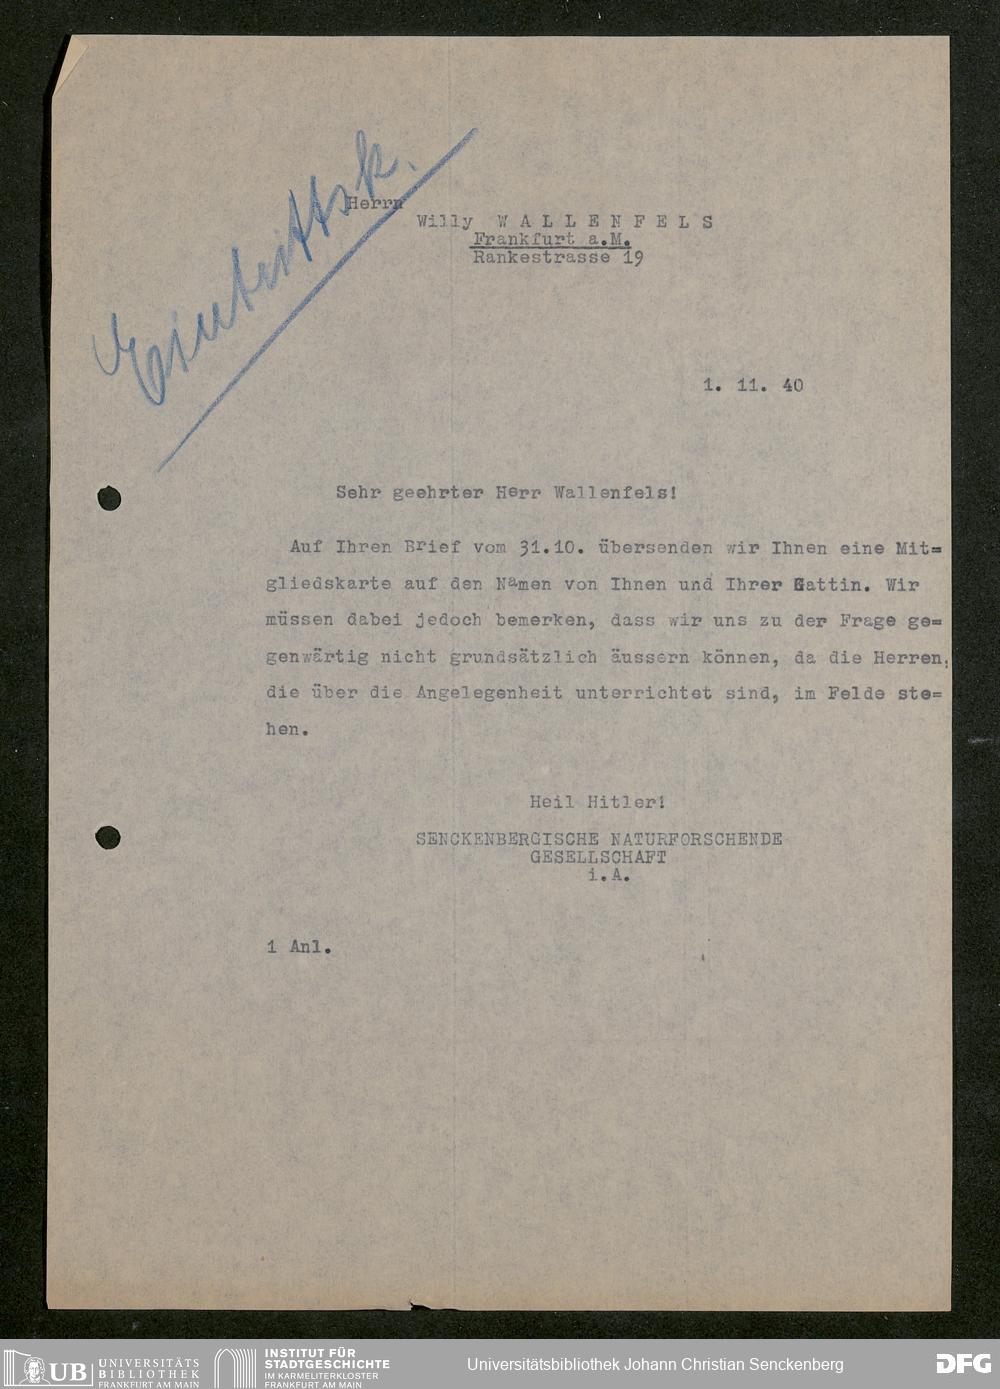 Eintrittsk.
Herrn
Willy WALLENFELS
Frankfurt a.M.
Rankestrasse 19
1. 11. 40
Sehr geehrter Herr Wallenfels!
Auf Ihren Brief vom 31.10. übersenden wir Ihnen eine Mit=
gliedskarte auf den Namen von Ihnen und Ihrer Gattin. Wir
müssen dabei jedoch bemerken, dass wir uns zu der Frage ge=
genwärtig nicht grundsätzlich äussern können, da die Herren,
die über die Angelegenheit unterrichtet sind, im Felde ste=
hen.
Heil Hitler!
SENCKENBERGISCHE NATURFORSCHENDE
GESELLSCHAFT
i.A.
1 Anl.
UB UNIVERSITÄTS
BIBLIOTHEK
FRANKFURT AM MAIN
INSTITUT FÜR
STADTGESCHICHTE
IM KARMELITERKLOSTER
FRANKFURT AM MAIN
Universitätsbibliothek Johann Christian Senckenberg
DFG